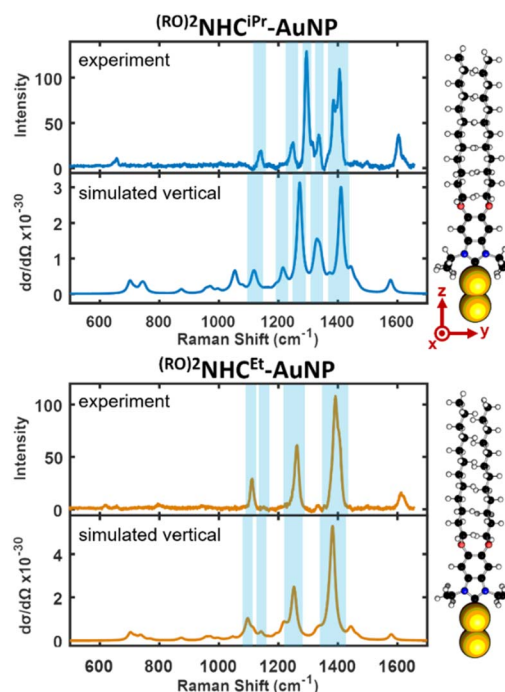 (RO)2NHCiPr-AuNP
experiment
Intensity
100
50
0
simulated vertical
dσ/dΩ x10-30
3
2
1
0
600 800 1000 1200 1400 1600
Raman Shift (cm-1)
z
x
y
(RO)2NHCEt-AuNP
experiment
Intensity
100
50
0
simulated vertical
dσ/dΩ x10-30
4
2
0
600 800 1000 1200 1400 1600
Raman Shift (cm-1)